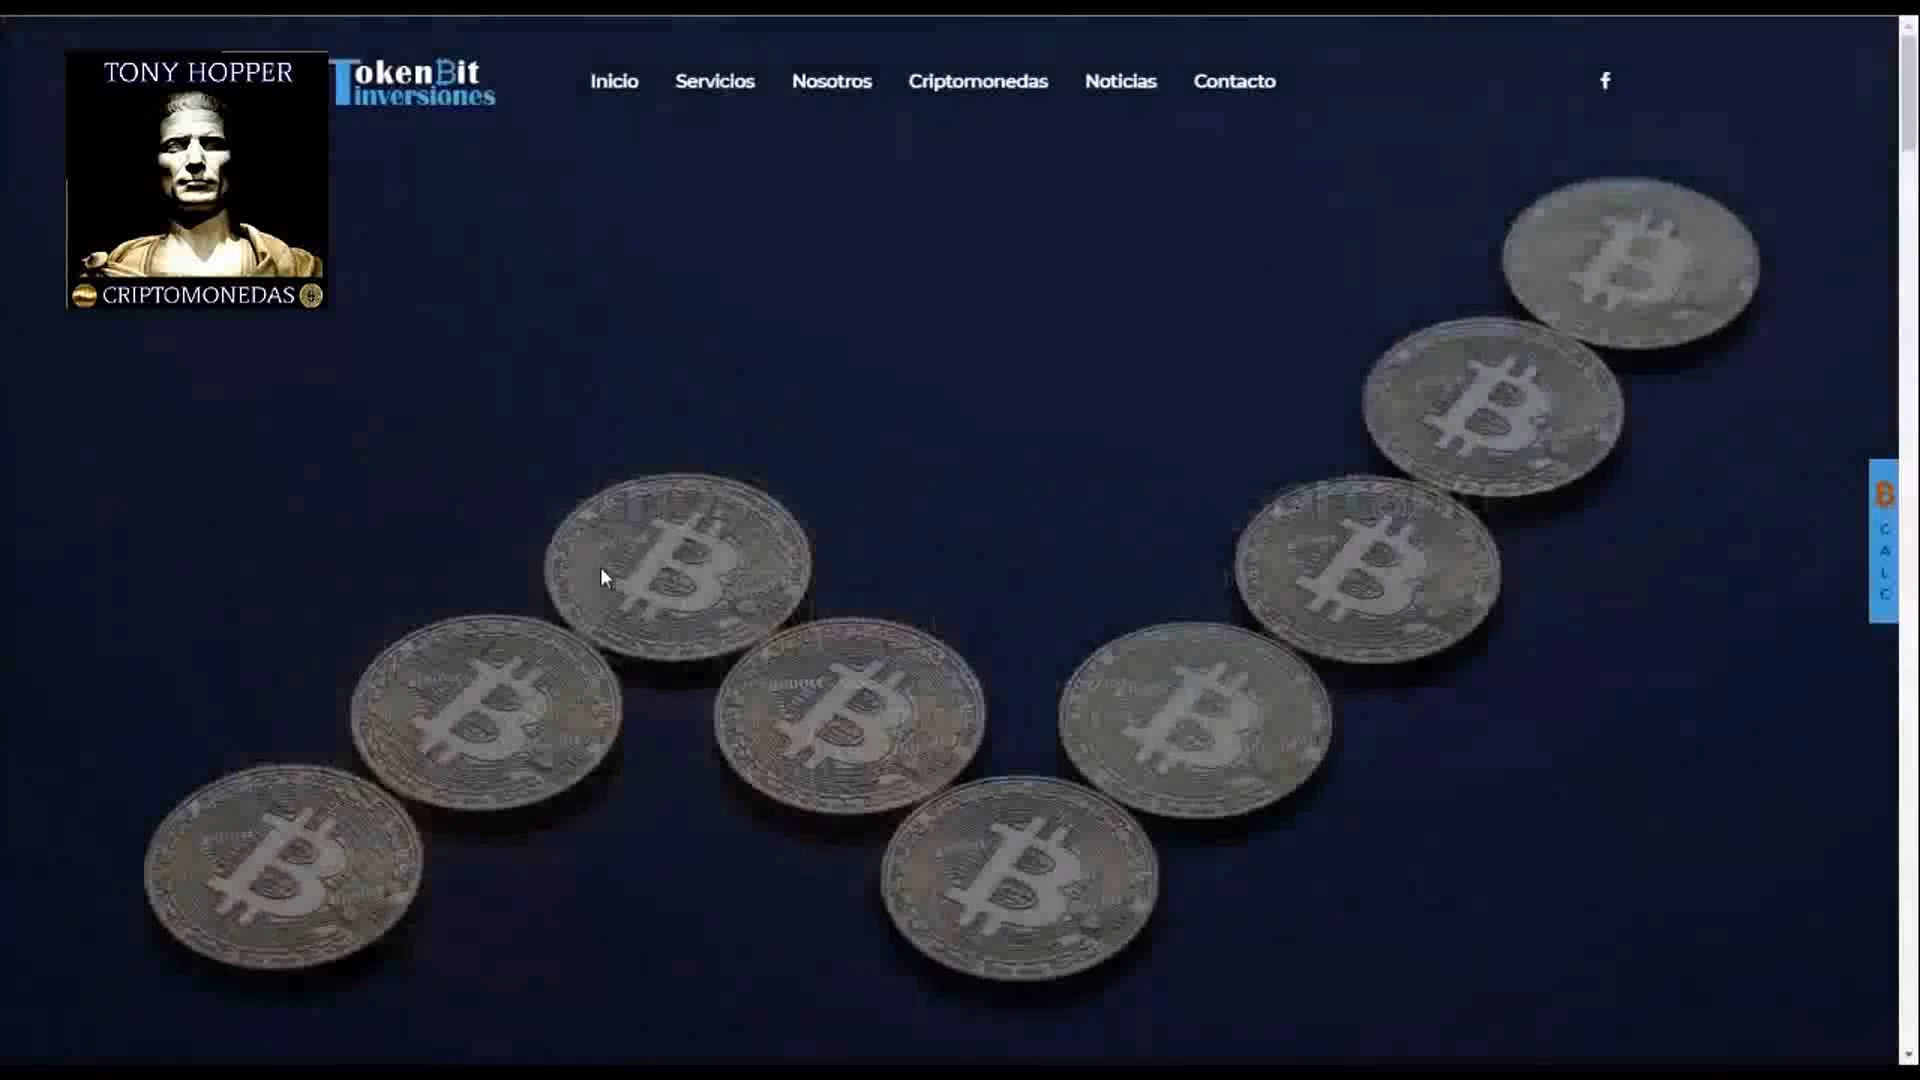 TONY HOPPER
CRIPTOMONEDAS
TokenBit
inversiones
Inicio
Servicios
Nosotros
Criptomonedas
Noticias
Contacto
f
C
A
L
C